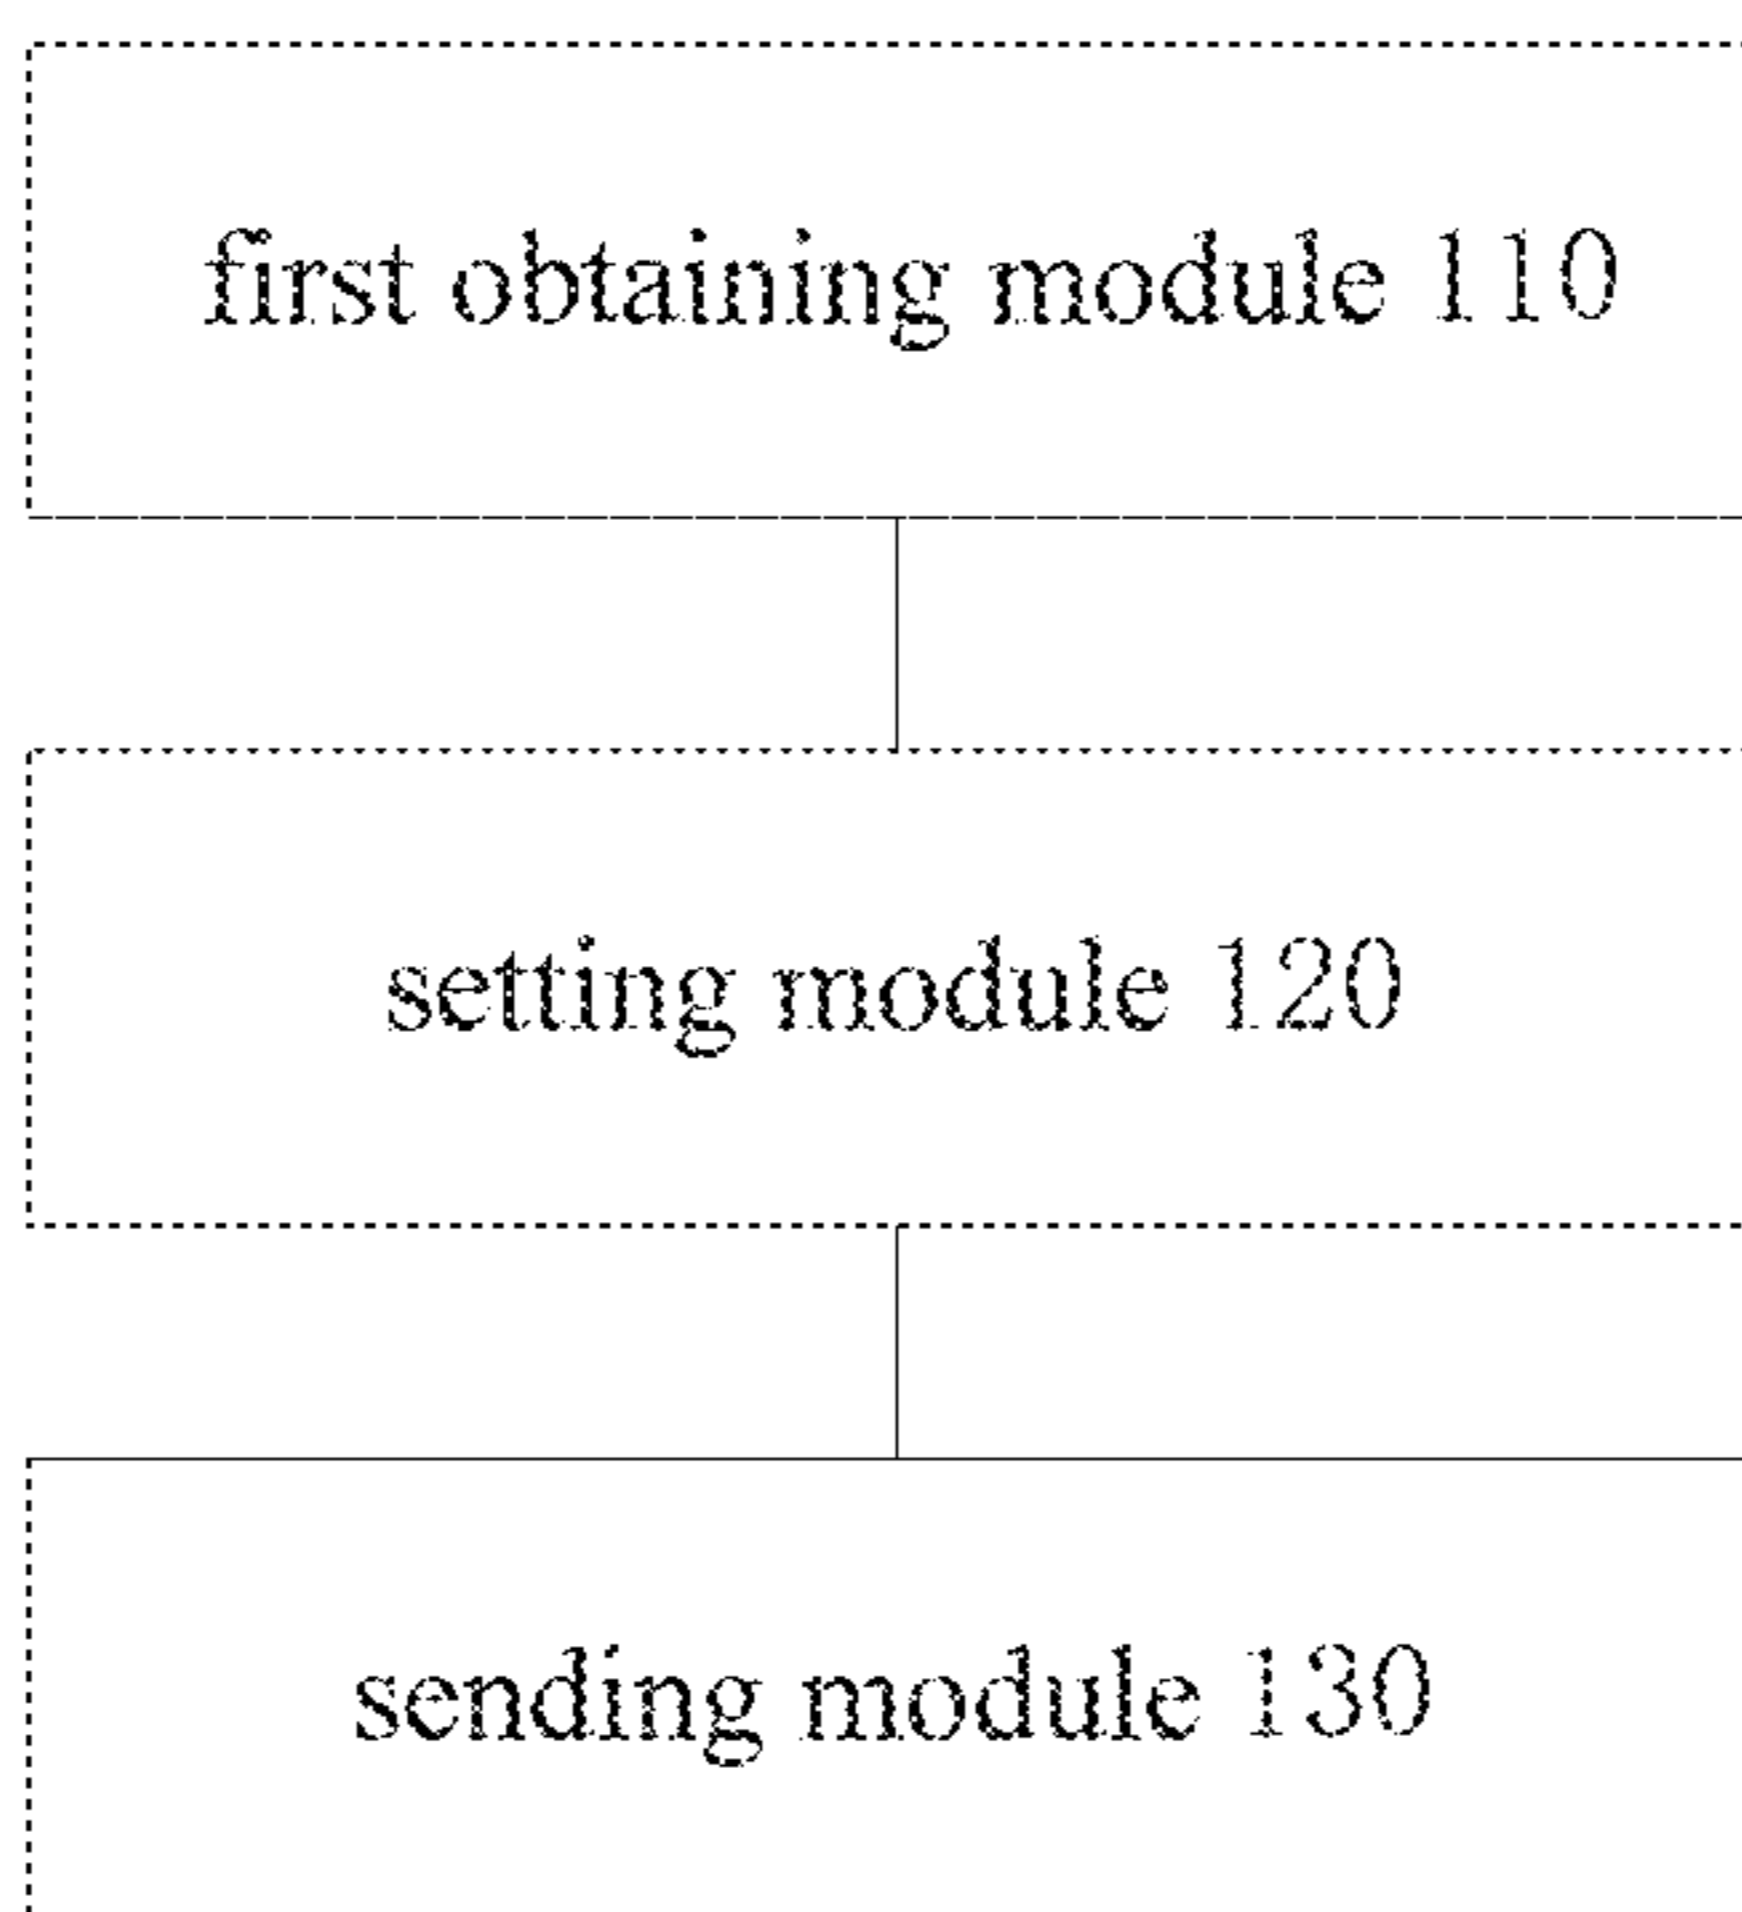 first obtaining module 110
setting module 120
sending module 130